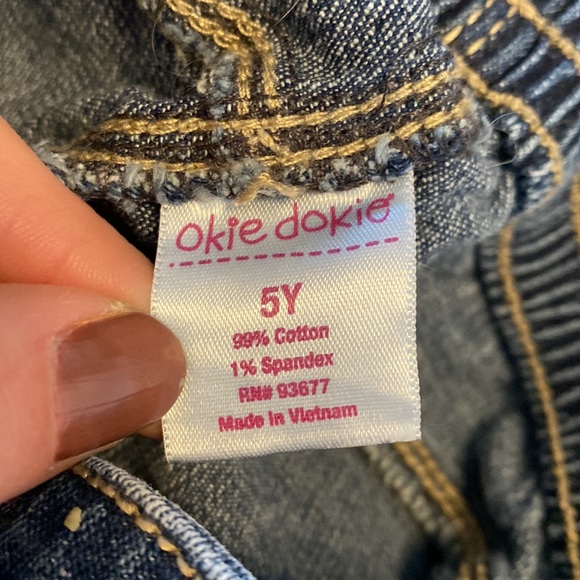 okie dokie
5Y
99% Cotton
1% Spandex
RN# 93677
Made In Vietnam